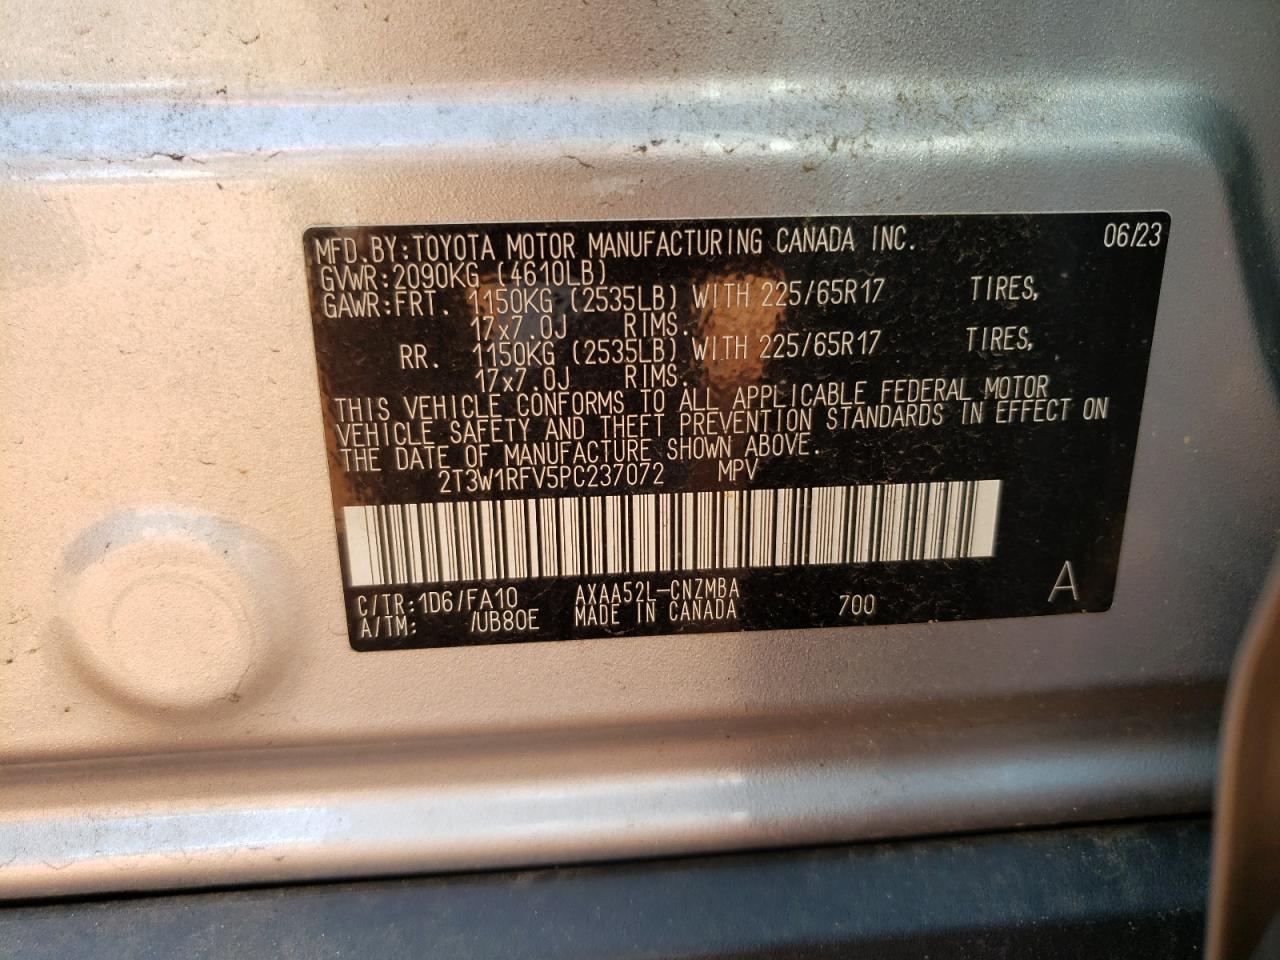 MFD.BY:TOYOTA MOTOR MANUFACTURING CANADA INC. 06/23
GVWR:2090KG (4610LB)
GAWR:FRT. 1150KG (2535LB) WITH 225/65R17 TIRES,
17x7.0J RIMS.
RR. 1150KG (2535LB) WITH 225/65R17 TIRES,
17x7.0J RIMS.
THIS VEHICLE CONFORMS TO ALL APPLICABLE FEDERAL MOTOR
VEHICLE SAFETY AND THEFT PREVENTION STANDARDS IN EFFECT ON
THE DATE OF MANUFACTURE SHOWN ABOVE.
2T3W1RFV5PC237072 MPV
C/TR:1D6/FA10 AXAA52L-CNZMBA 700 A
A/TM: /UB80E MADE IN CANADA